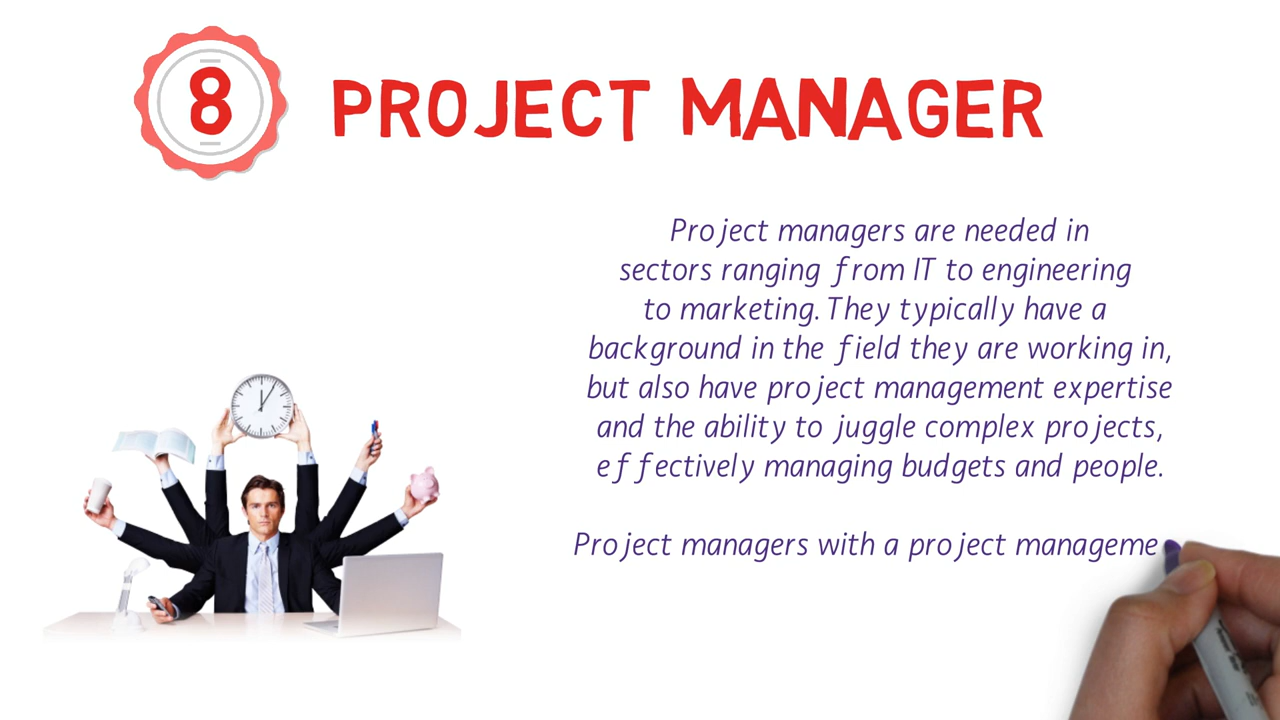 8
PROJECT MANAGER
Project managers are needed in
sectors ranging from IT to engineering
to marketing. They typically have a
background in the field they are working in,
but also have project management expertise
and the ability to juggle complex projects,
effectively managing budgets and people.
Project managers with a project manageme